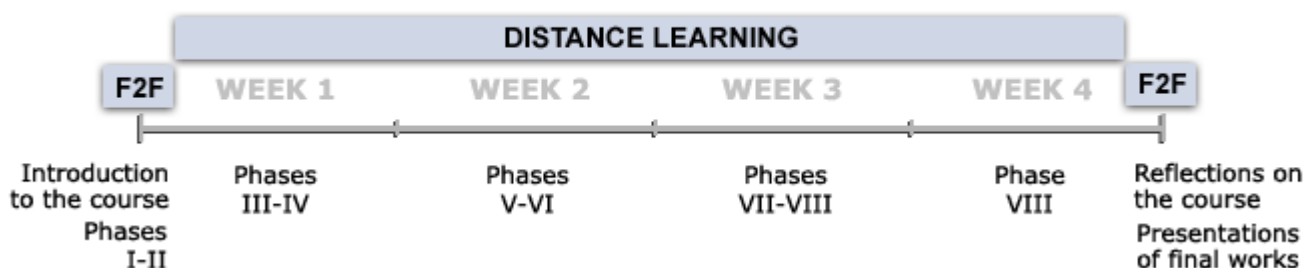 DISTANCE LEARNING
F2F
WEEK 1
WEEK 2
WEEK 3
WEEK 4
F2F
Introduction
to the course
Phases
I-II
Phases
III-IV
Phases
V-VI
Phases
VII-VIII
Phase
VIII
Reflections on
the course
Presentations
of final works